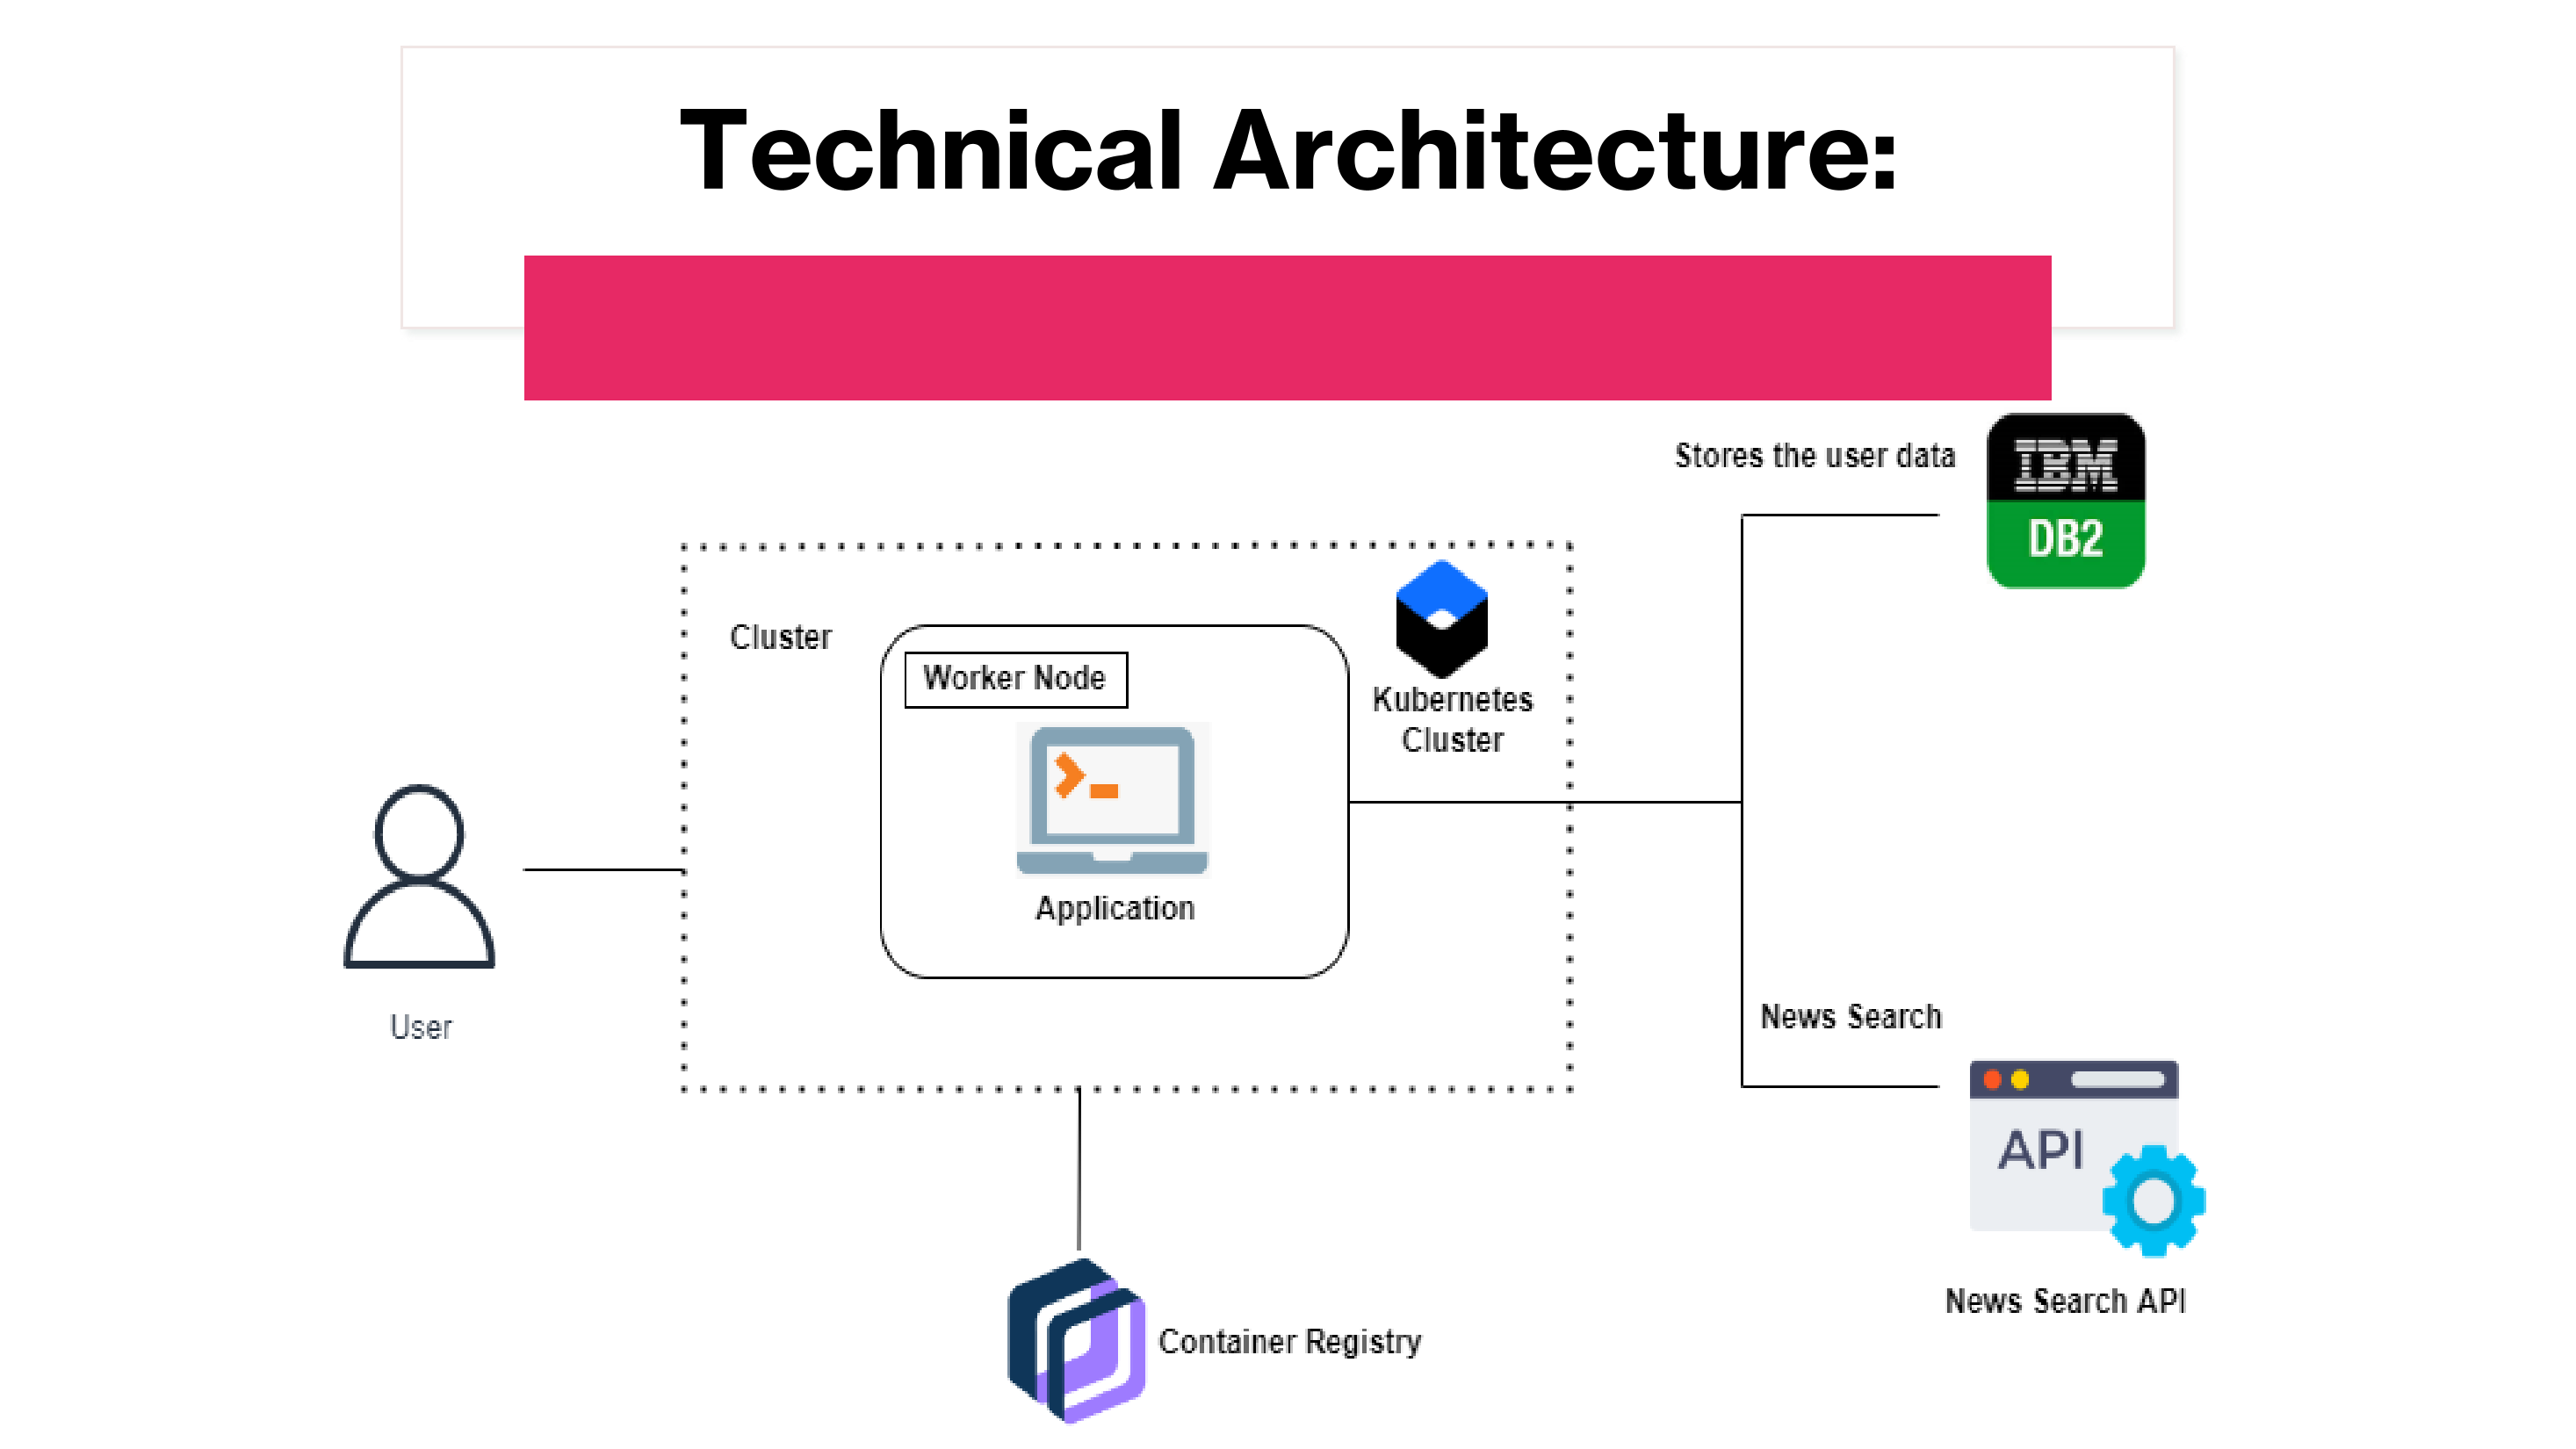 Technical Architecture:
Stores the user data
IBM
DB2
Cluster
Worker Node
Kubernetes
Cluster
Application
User
News Search
API
News Search API
Container Registry